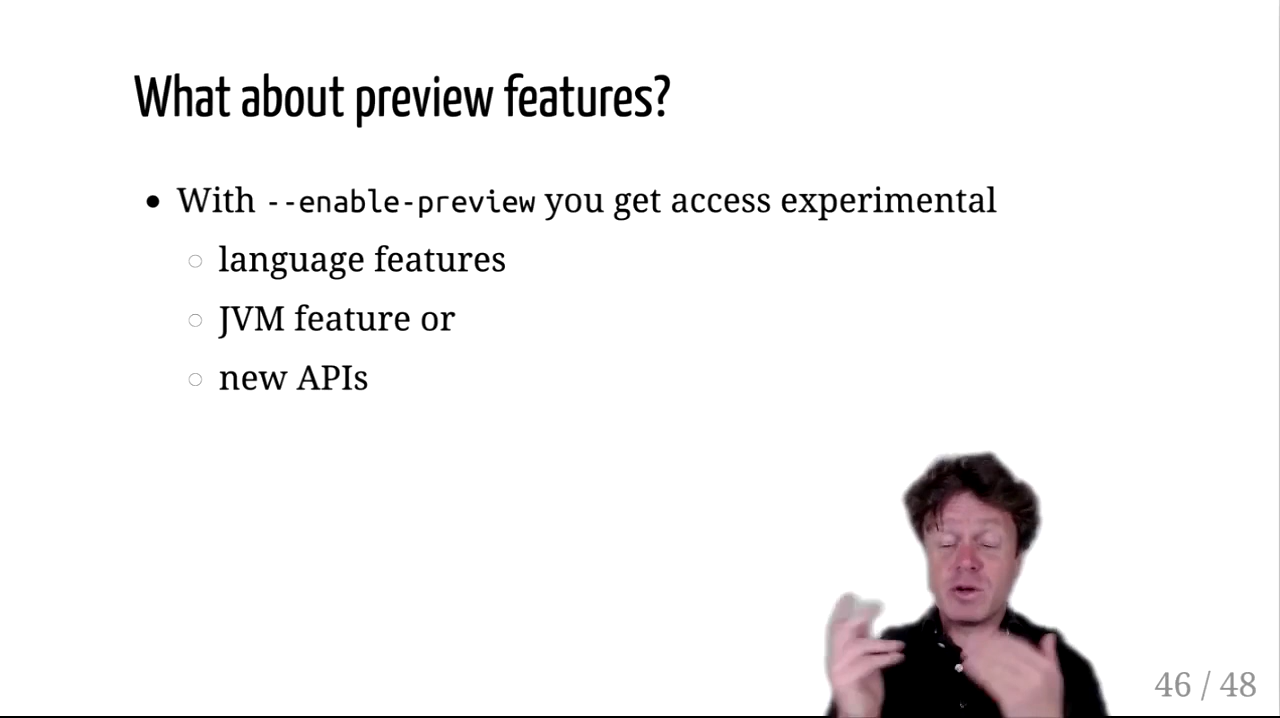 What about preview features?
With --enable-preview you get access experimental
language features
JVM feature or
new APIs
46 / 48